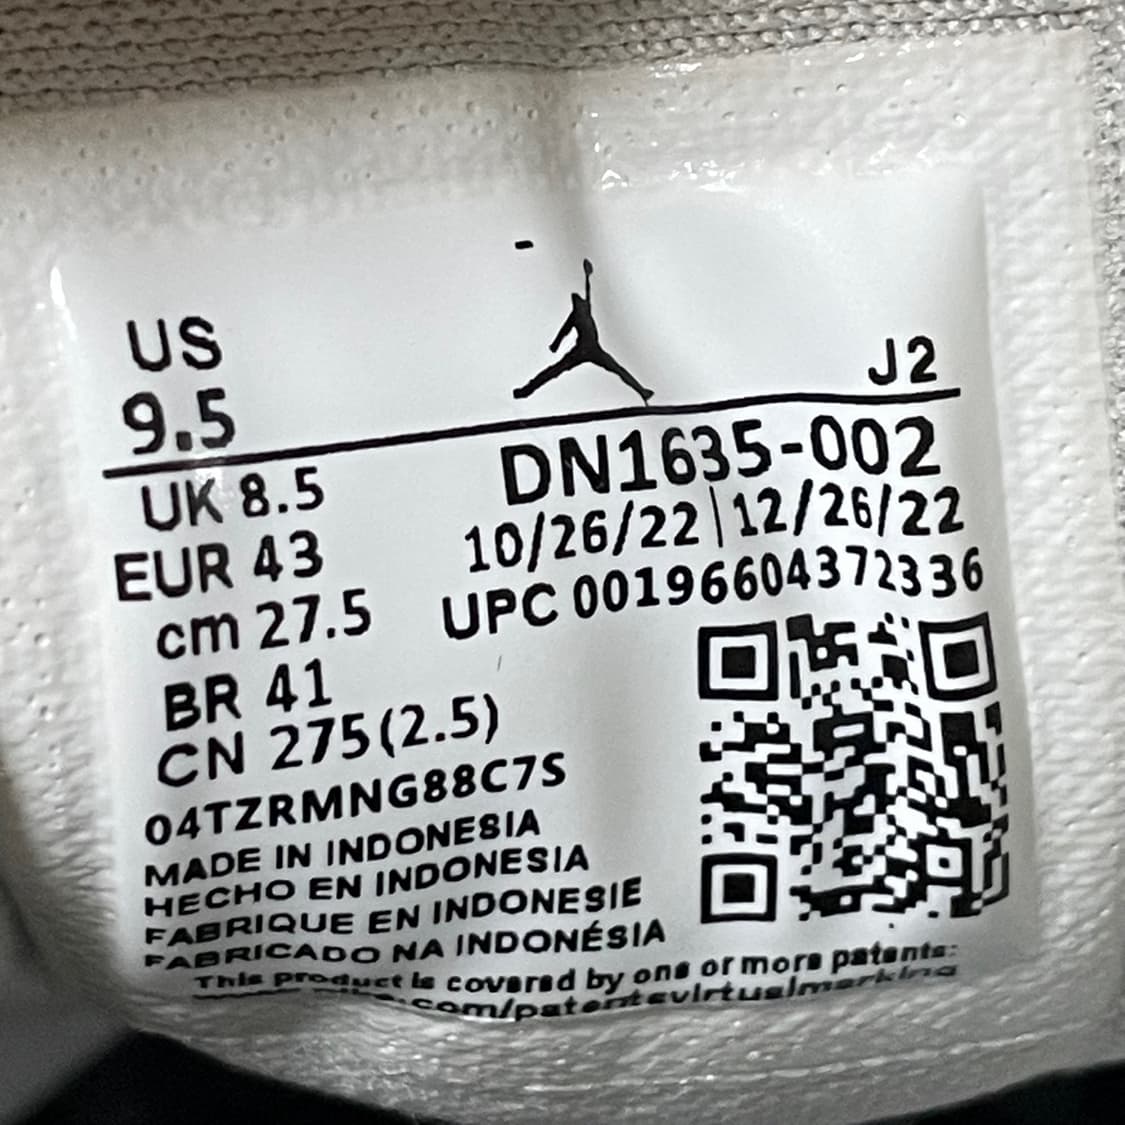 US
9.5
J2
UK 8.5
EUR 43
cm 27.5
BR 41
CN 275(2.5)
DN1635-002
10/26/22|12/26/22
UPC 00196604372336
04TZRMNG88C7S
MADE IN INDONESIA
HECHO EN INDONESIA
FABRIQUE EN INDONESIE
FABRICADO NA INDONÉSIA
This product is covered by one or more patents:
.com/patentsvirtualmarking